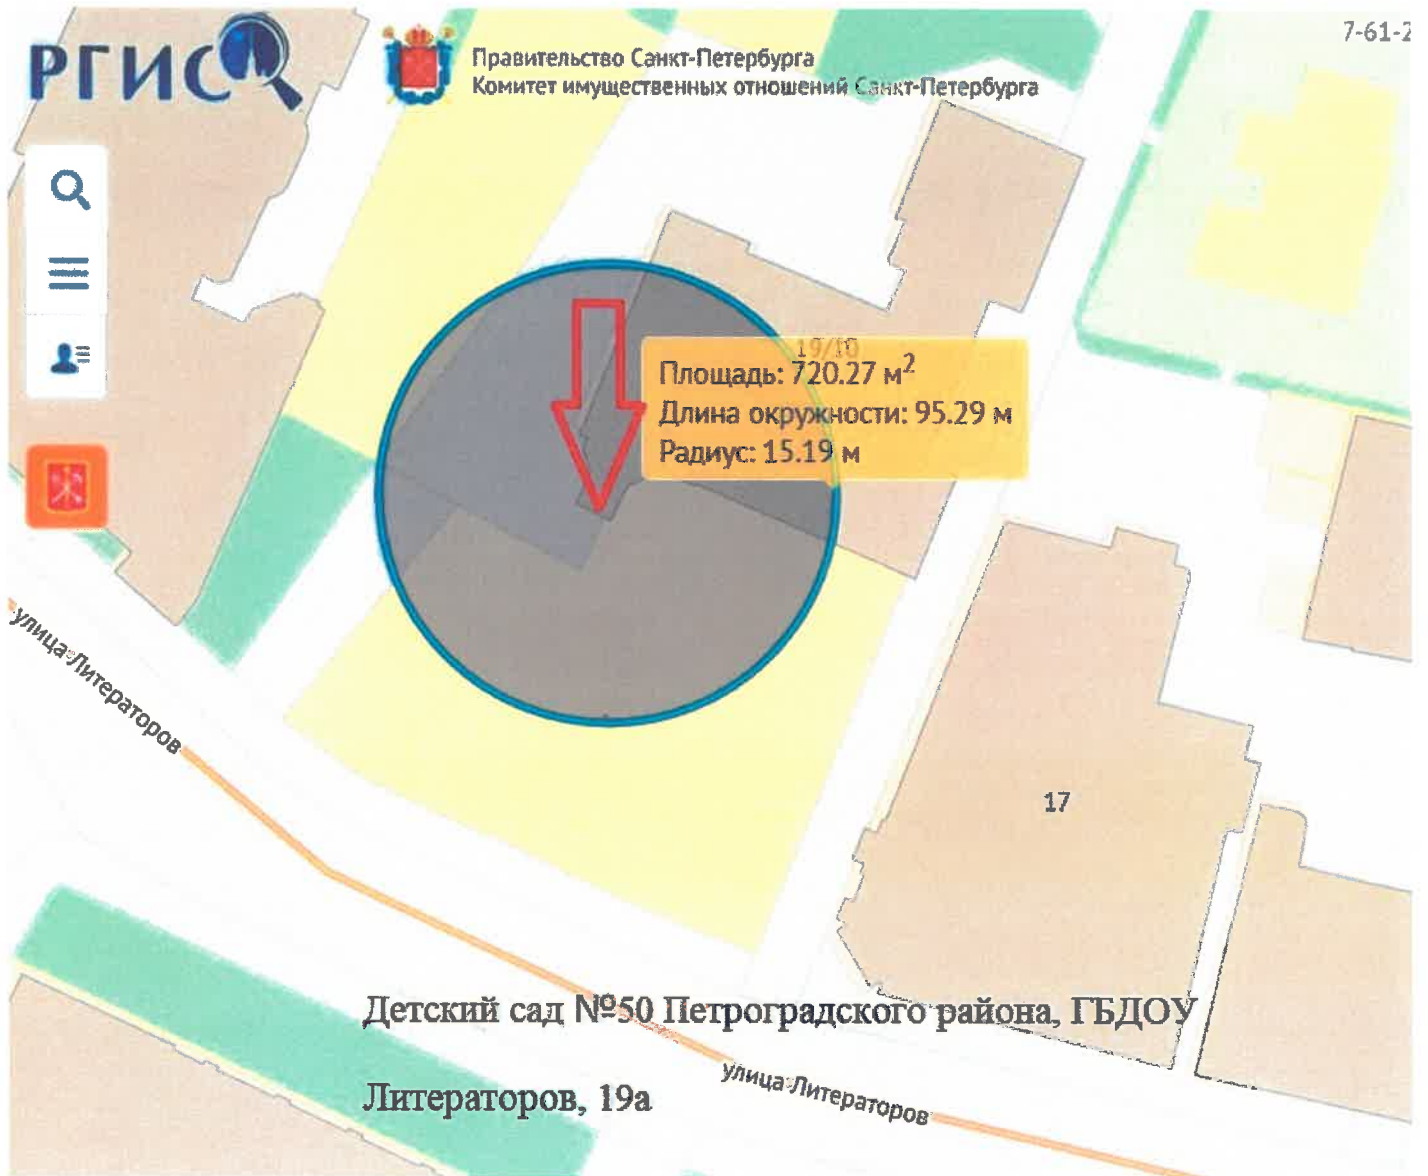 РГИС
Правительство Санкт-Петербурга
Комитет имущественных отношений Санкт-Петербурга
7-61-2
19/10
Площадь: 720.27 м²
Длина окружности: 95.29 м
Радиус: 15.19 м
улица Литераторов
17
Детский сад №50 Петроградского района, ГБДОУ
Литераторов, 19а
улица Литераторов